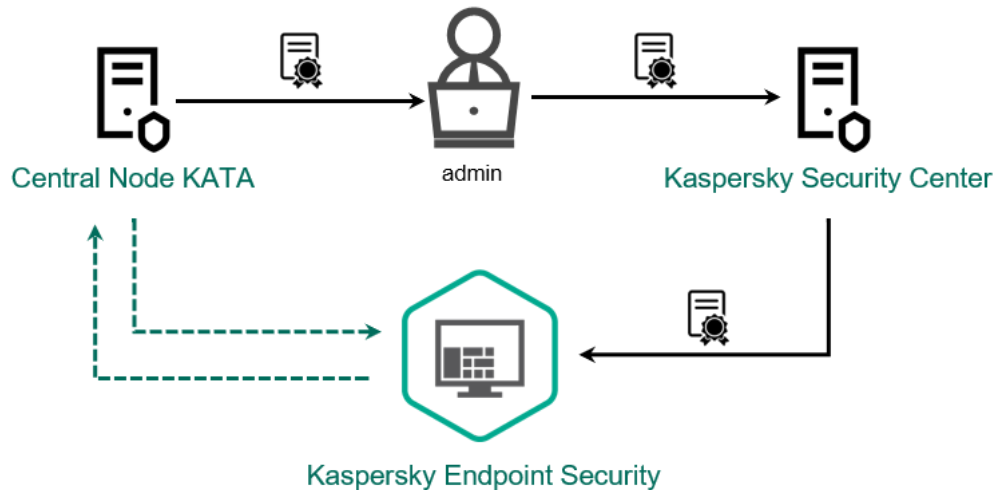 admin
Central Node KATA
Kaspersky Security Center
Kaspersky Endpoint Security